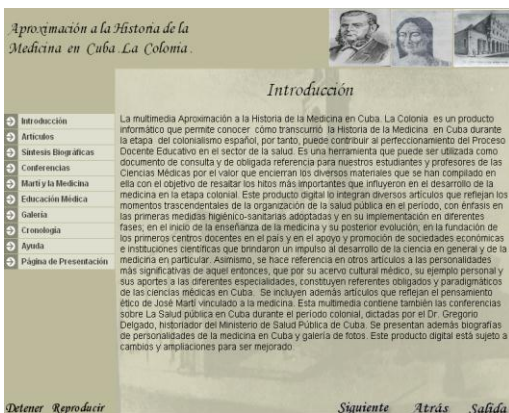 Aproximación a la Historia de la
Medicina en Cuba .La Colonia .
Introducción
Introducción
Artículos
Síntesis Biográficas
Conferencias
Martí y la Medicina
Educación Médica
Galería
Cronología
Ayuda
Página de Presentación
La multimedia Aproximación a la Historia de la Medicina en Cuba. La Colonia es un producto
informático que permite conocer cómo transcurrió la Historia de la Medicina en Cuba durante
la etapa del colonialismo español, por tanto, puede contribuir al perfeccionamiento del Proceso
Docente Educativo en el sector de la salud. Es una herramienta que puede ser utilizada como
documento de consulta y de obligada referencia para nuestros estudiantes y profesores de las
Ciencias Médicas por el valor que encierran los diversos materiales que se han compilado en
ella con el objetivo de resaltar los hitos más importantes que influyeron en el desarrollo de la
medicina en la etapa colonial. Este producto digital lo integran diversos artículos que reflejan los
momentos trascendentales de la organización de la salud pública en el período, con énfasis en
las primeras medidas higiénico-sanitarias adoptadas y en su implementación en diferentes
fases; en el inicio de la enseñanza de la medicina y su posterior evolución; en la fundación de
los primeros centros docentes en el país y en el apoyo y promoción de sociedades económicas
e instituciones científicas que brindaron un impulso al desarrollo de la ciencia en general y de la
medicina en particular. Asimismo, se hace referencia en otros artículos a las personalidades
más significativas de aquel entonces, que por su acervo cultural médico, su ejemplo personal y
sus aportes a las diferentes especialidades, constituyen referentes obligados y paradigmáticos
de las ciencias médicas en Cuba. Se incluyen además artículos que reflejan el pensamiento
ético de José Martí vinculado a la medicina. Esta multimedia contiene también las conferencias
sobre La Salud pública en Cuba durante el período colonial, dictadas por el Dr. Gregorio
Delgado, historiador del Ministerio de Salud Pública de Cuba. Se presentan además biografías
de personalidades de la medicina en Cuba y galería de fotos. Este producto digital está sujeto a
cambios y ampliaciones para ser mejorado
Detener Reproducir Siguiente Atrás Salida